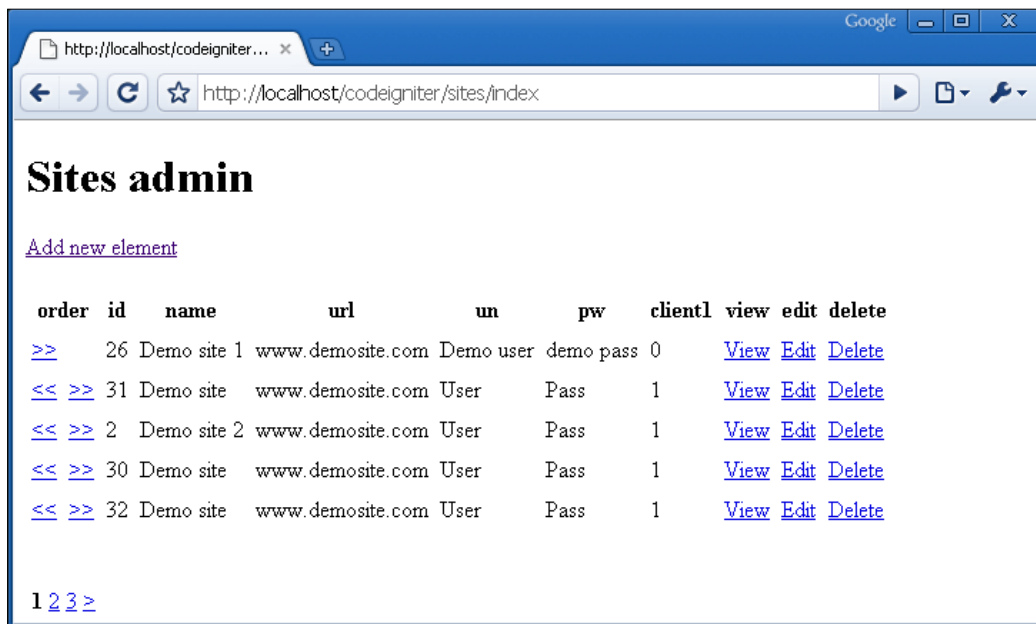 Google
http://localhost/codeigniter...
http://localhost/codeigniter/sites/index
Sites admin
Add new element
order id name url un pw client1 view edit delete
>> 26 Demo site 1 www.demosite.com Demo user demo pass 0 View Edit Delete
<< >> 31 Demo site www.demosite.com User Pass 1 View Edit Delete
<< >> 2 Demo site 2 www.demosite.com User Pass 1 View Edit Delete
<< >> 30 Demo site www.demosite.com User Pass 1 View Edit Delete
<< >> 32 Demo site www.demosite.com User Pass 1 View Edit Delete
1 2 3 >